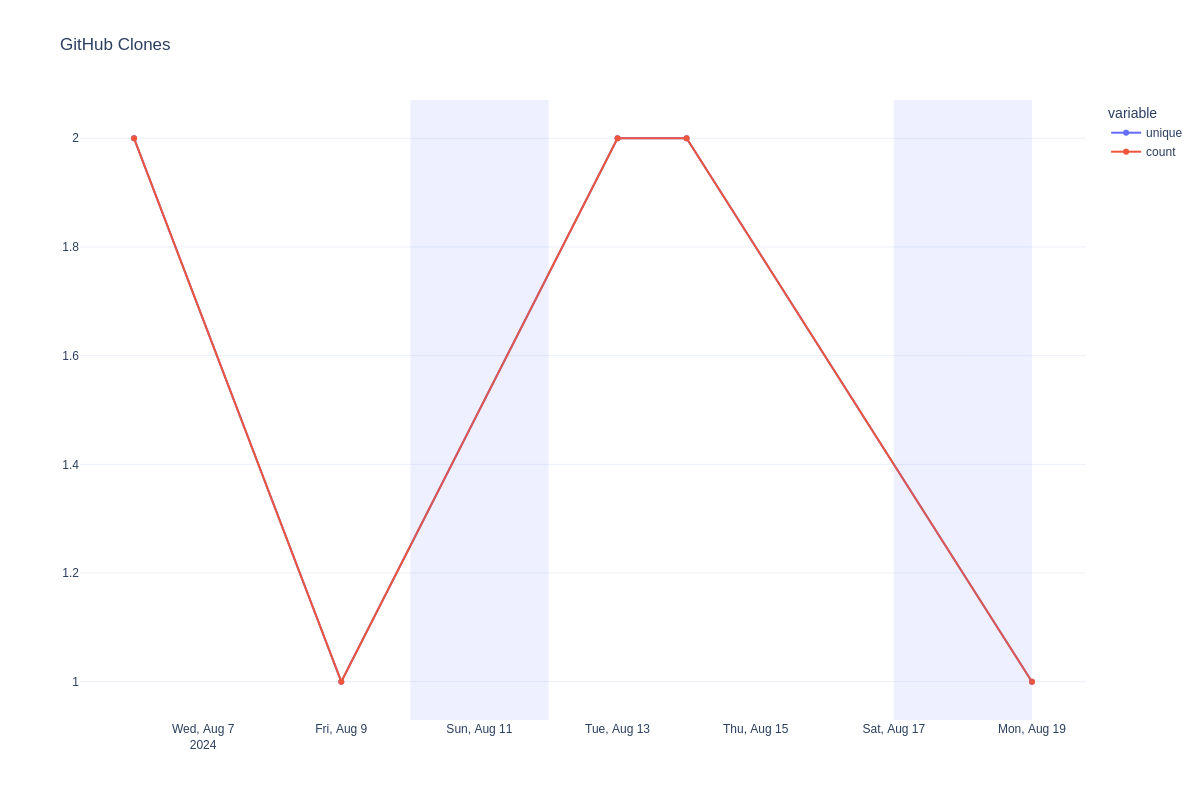 GitHub Clones
variable
unique
count
2
1.8
1.6
1.4
1.2
1
Wed, Aug 7
2024
Fri, Aug 9
Sun, Aug 11
Tue, Aug 13
Thu, Aug 15
Sat, Aug 17
Mon, Aug 19